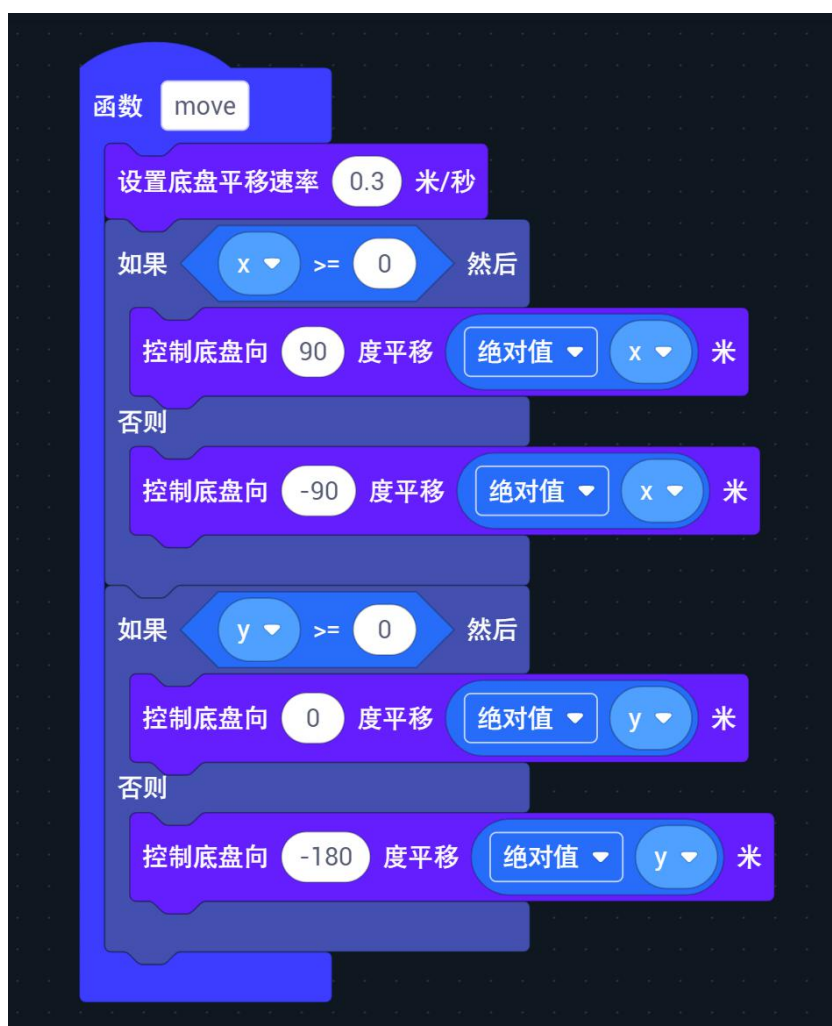 函数 move
设置底盘平移速率 0.3 米/秒
如果 x >= 0 然后
控制底盘向 90 度平移 绝对值 x 米
否则
控制底盘向 -90 度平移 绝对值 x 米
如果 y >= 0 然后
控制底盘向 0 度平移 绝对值 y 米
否则
控制底盘向 -180 度平移 绝对值 y 米